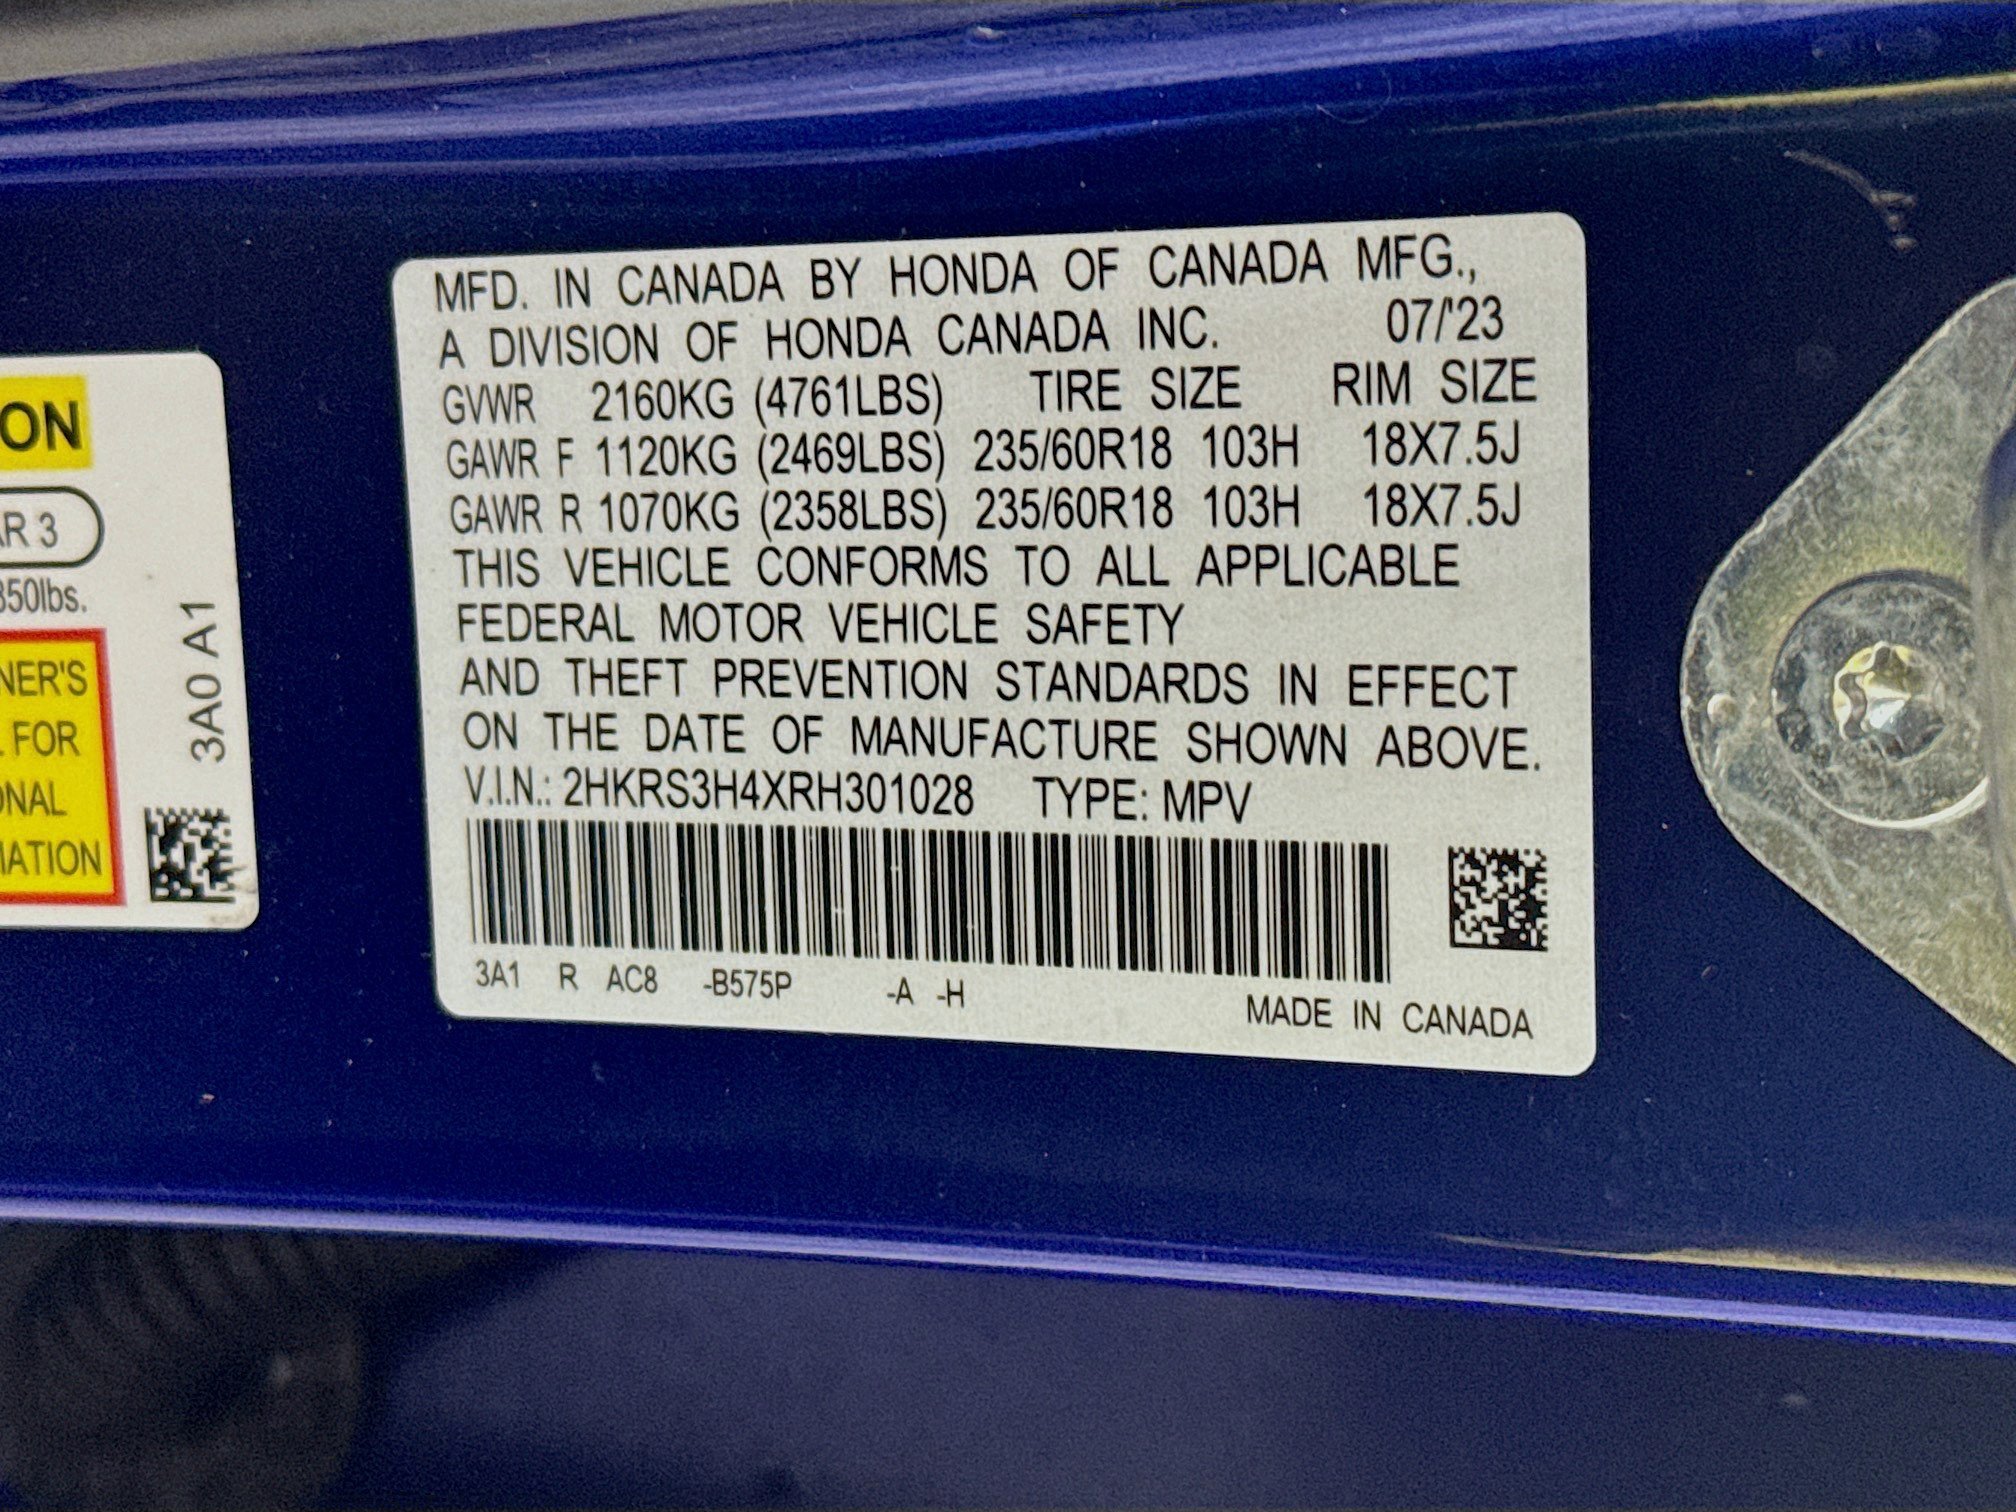 MFD. IN CANADA BY HONDA OF CANADA MFG.,
A DIVISION OF HONDA CANADA INC. 07/'23
GVWR 2160KG (4761LBS) TIRE SIZE RIM SIZE
GAWR F 1120KG (2469LBS) 235/60R18 103H 18X7.5J
GAWR R 1070KG (2358LBS) 235/60R18 103H 18X7.5J
THIS VEHICLE CONFORMS TO ALL APPLICABLE
FEDERAL MOTOR VEHICLE SAFETY
AND THEFT PREVENTION STANDARDS IN EFFECT
ON THE DATE OF MANUFACTURE SHOWN ABOVE.
V.I.N.: 2HKRS3H4XRH301028 TYPE: MPV
3A1 R AC8 -B575P -A -H
MADE IN CANADA
ON
AR 3
350lbs.
NER'S
L FOR
ONAL
MATION
3A0 A1